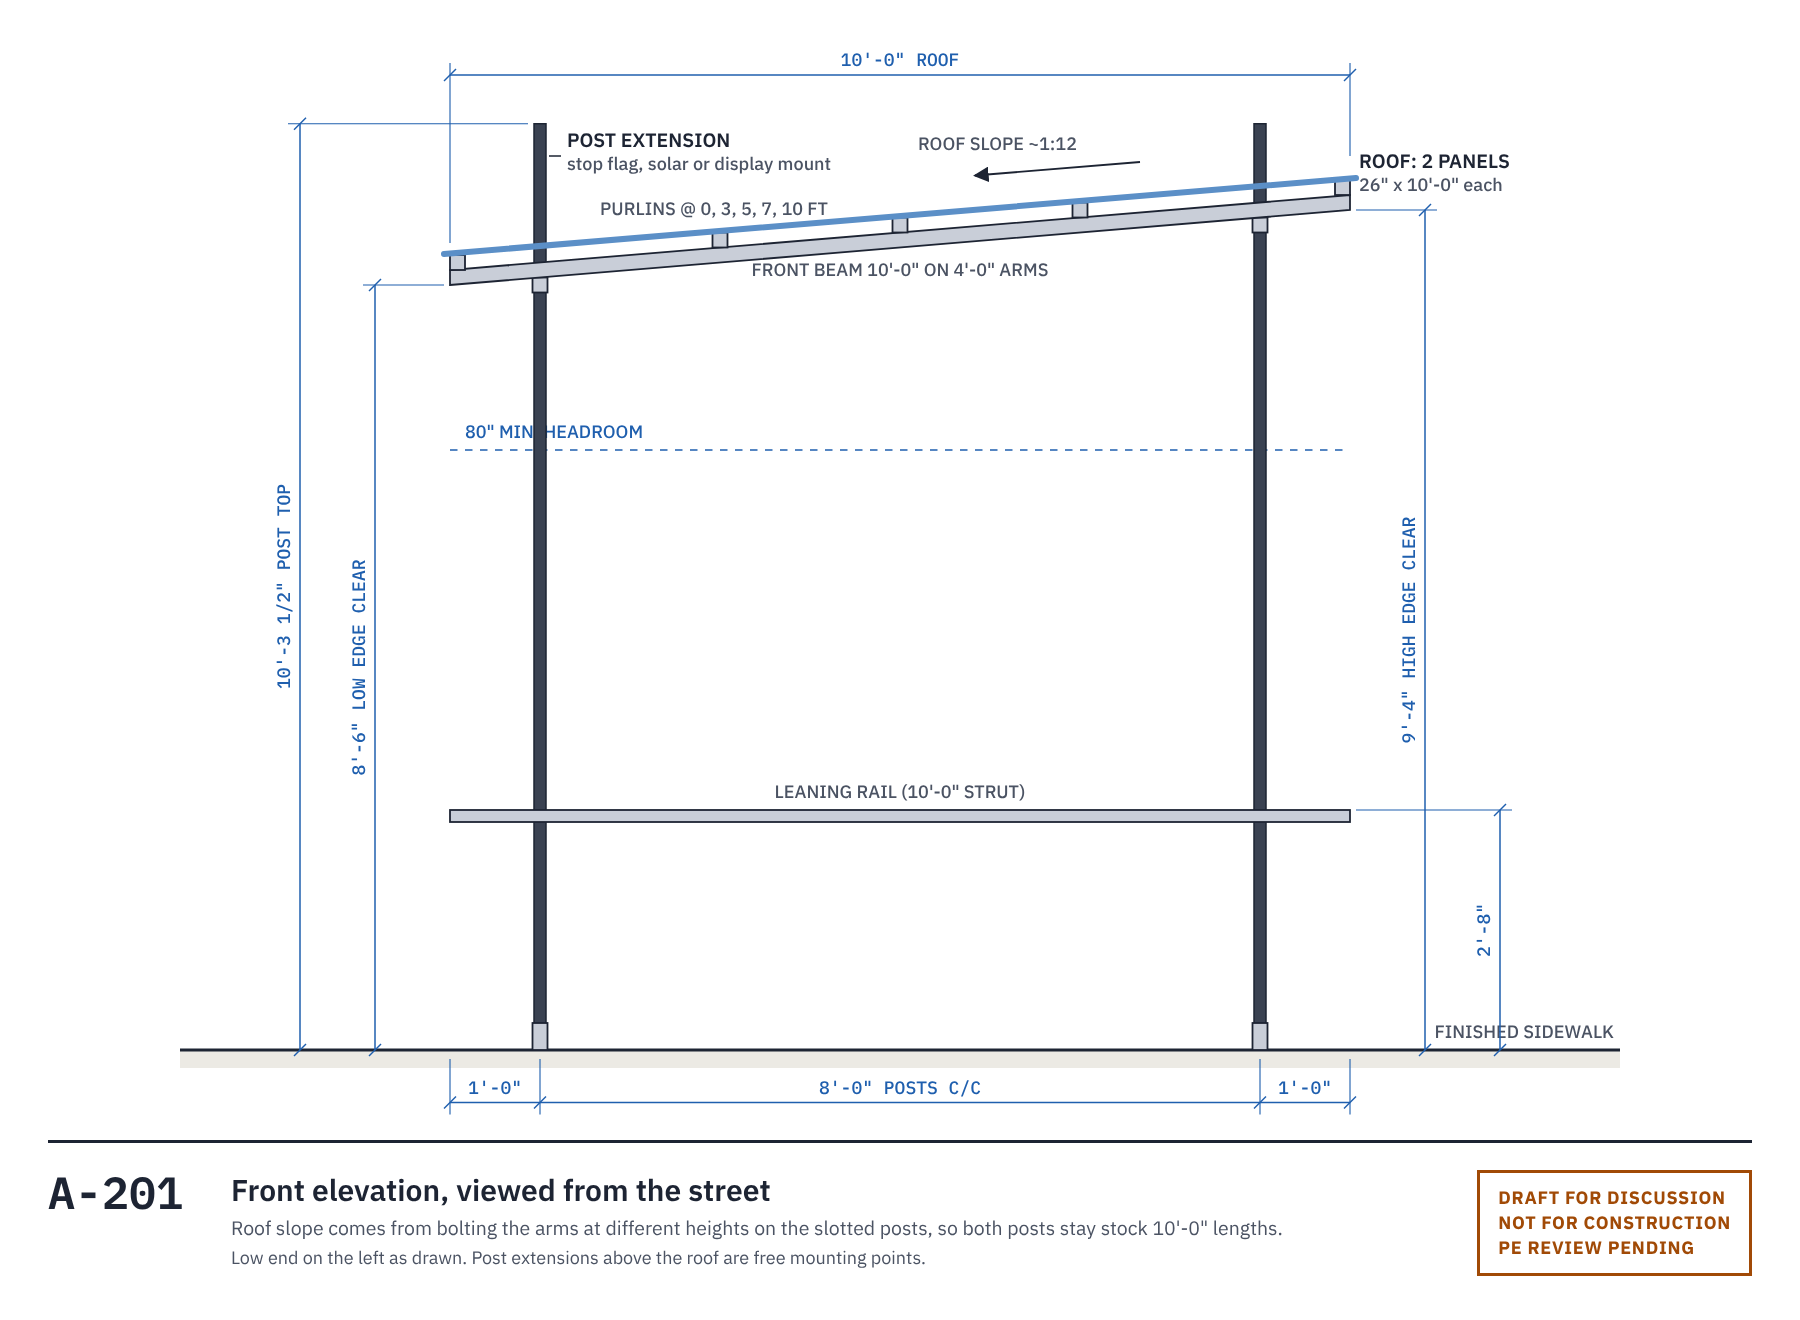 10'-0" ROOF
POST EXTENSION
stop flag, solar or display mount
ROOF SLOPE ~1:12
ROOF: 2 PANELS
26" x 10'-0" each
PURLINS @ 0, 3, 5, 7, 10 FT
FRONT BEAM 10'-0" ON 4'-0" ARMS
80" MIN HEADROOM
10'-3 1/2" POST TOP
8'-6" LOW EDGE CLEAR
9'-4" HIGH EDGE CLEAR
LEANING RAIL (10'-0" STRUT)
2'-8"
FINISHED SIDEWALK
1'-0"
8'-0" POSTS C/C
1'-0"
A-201
Front elevation, viewed from the street
Roof slope comes from bolting the arms at different heights on the slotted posts, so both posts stay stock 10'-0" lengths.
Low end on the left as drawn. Post extensions above the roof are free mounting points.
DRAFT FOR DISCUSSION
NOT FOR CONSTRUCTION
PE REVIEW PENDING